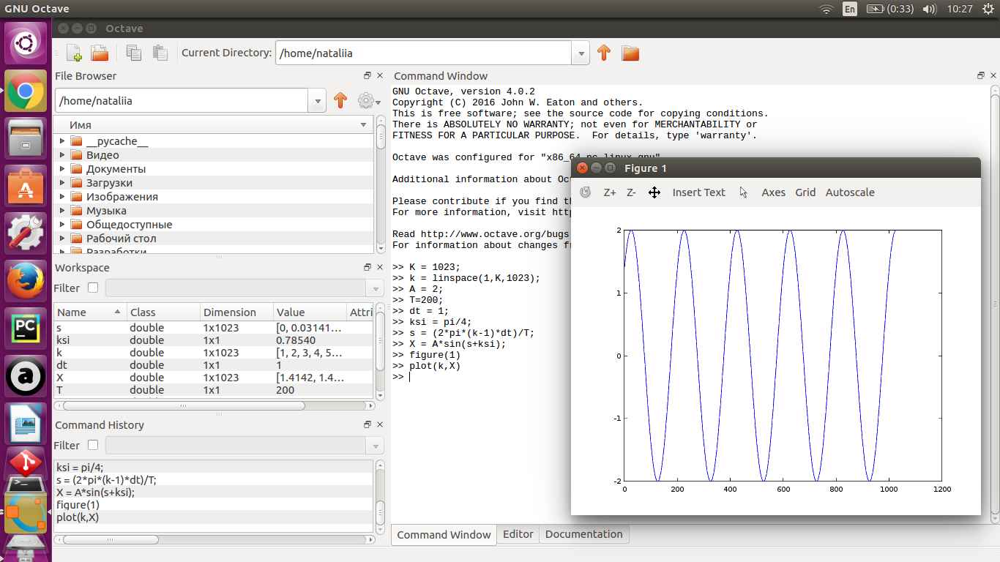 GNU Octave
En
(0:33)
10:27
Octave
Current Directory:
/home/nataliia
File Browser
/home/nataliia
Имя
__pycache__
Видео
Документы
Загрузки
Изображения
Музыка
Общедоступные
Рабочий стол
Разработки
Workspace
Filter
Name Class Dimension Value Attri
s double 1x1023 [0, 0.03141...
ksi double 1x1 0.78540
k double 1x1023 [1, 2, 3, 4, 5...
dt double 1x1 1
X double 1x1023 [1.4142, 1.4...
T double 1x1 200
Command History
Filter
ksi = pi/4;
s = (2*pi*(k-1)*dt)/T;
X = A*sin(s+ksi);
figure(1)
plot(k,X)
Command Window
GNU Octave, version 4.0.2
Copyright (C) 2016 John W. Eaton and others.
This is free software; see the source code for copying conditions.
There is ABSOLUTELY NO WARRANTY; not even for MERCHANTABILITY or
FITNESS FOR A PARTICULAR PURPOSE.  For details, type 'warranty'.
Octave was configured for "x86_64-pc-linux-gnu".
Additional information about Oct
Please contribute if you find th
For more information, visit http
Read http://www.octave.org/bugs
For information about changes fr
>> K = 1023;
>> k = linspace(1,K,1023);
>> A = 2;
>> T=200;
>> dt = 1;
>> ksi = pi/4;
>> s = (2*pi*(k-1)*dt)/T;
>> X = A*sin(s+ksi);
>> figure(1)
>> plot(k,X)
>>
Command Window Editor Documentation
Figure 1
Z+ Z- Insert Text Axes Grid Autoscale
2
1
0
-1
-2
0 200 400 600 800 1000 1200
PC
a
>_